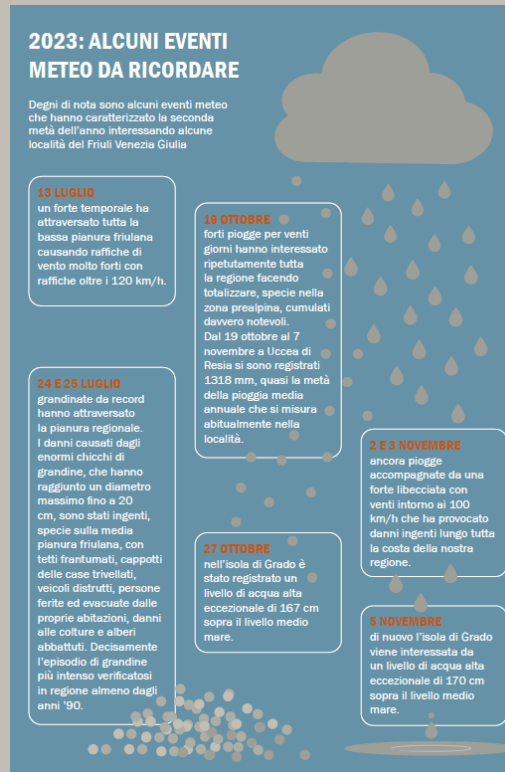 2023: ALCUNI EVENTI
METEO DA RICORDARE
Degni di nota sono alcuni eventi meteo
che hanno caratterizzato la seconda
metà dell'anno interessando alcune
località del Friuli Venezia Giulia
13 LUGLIO
un forte temporale ha
attraversato tutta la
bassa pianura friulana
causando raffiche di
vento molto forti con
raffiche oltre i 120 km/h.
24 E 25 LUGLIO
grandinate da record
hanno attraversato
la pianura regionale.
I danni causati dagli
enormi chicchi di
grandine, che hanno
raggiunto un diametro
massimo fino a 20
cm, sono stati ingenti,
specie sulla media
pianura friulana, con
tetti frantumati, cappotti
delle case trivellati,
veicoli distrutti, persone
ferite ed evacuate dalle
proprie abitazioni, danni
alle colture e alberi
abbattuti. Decisamente
l'episodio di grandine
più intenso verificatosi
in regione almeno dagli
anni '90.
19 OTTOBRE
forti piogge per venti
giorni hanno interessato
ripetutamente tutta
la regione facendo
totalizzare, specie nella
zona prealpina, cumulati
davvero notevoli.
Dal 19 ottobre al 7
novembre a Uccea di
Resia si sono registrati
1318 mm, quasi la metà
della pioggia media
annuale che si misura
abitualmente nella
località.
27 OTTOBRE
nell'isola di Grado è
stato registrato un
livello di acqua alta
eccezionale di 167 cm
sopra il livello medio
mare.
2 E 3 NOVEMBRE
ancora piogge
accompagnate da una
forte libecciata con
venti intorno ai 100
km/h che ha provocato
danni ingenti lungo tutta
la costa della nostra
regione.
5 NOVEMBRE
di nuovo l'isola di Grado
viene interessata da
un livello di acqua alta
eccezionale di 170 cm
sopra il livello medio
mare.